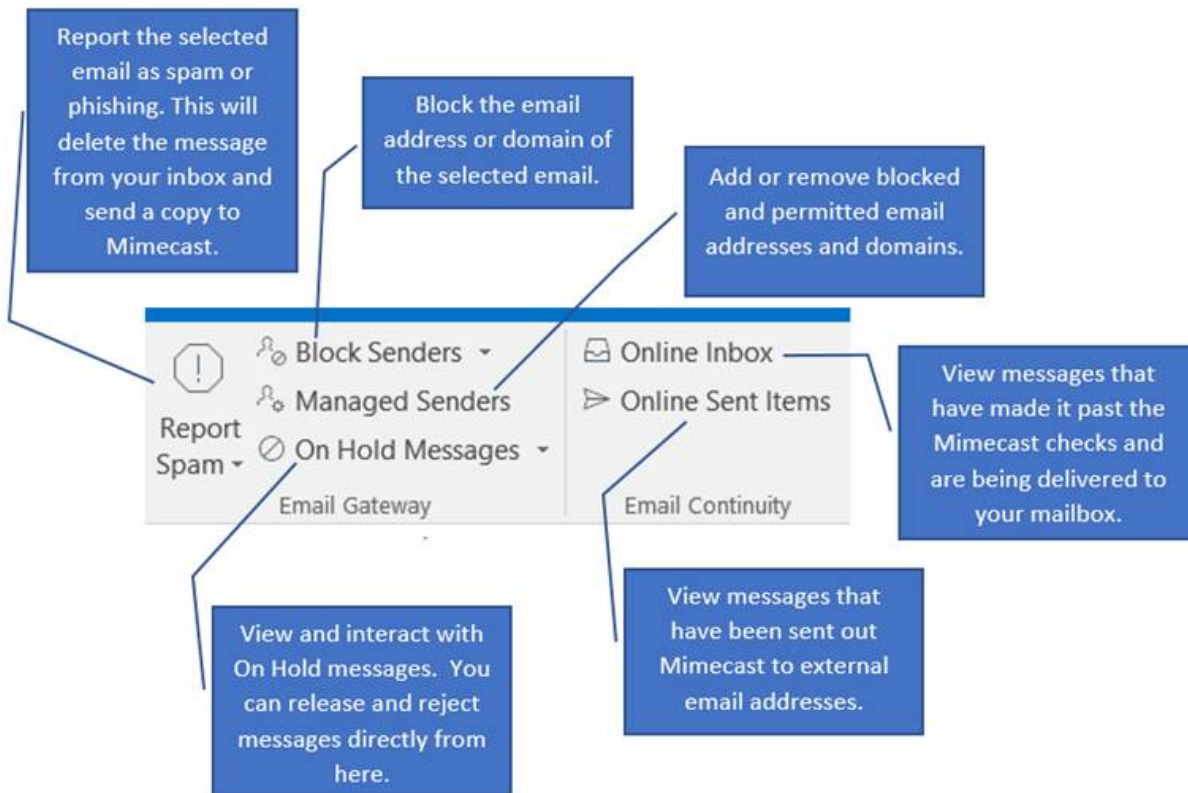 Report the selected
email as spam or
phishing. This will
delete the message
from your inbox and
send a copy to
Mimecast.
Block the email
address or domain of
the selected email.
Add or remove blocked
and permitted email
addresses and domains.
Report
Spam
Block Senders
Managed Senders
On Hold Messages
Email Gateway
Online Inbox
Online Sent Items
Email Continuity
View messages that
have made it past the
Mimecast checks and
are being delivered to
your mailbox.
View and interact with
On Hold messages. You
can release and reject
messages directly from
here.
View messages that
have been sent out
Mimecast to external
email addresses.